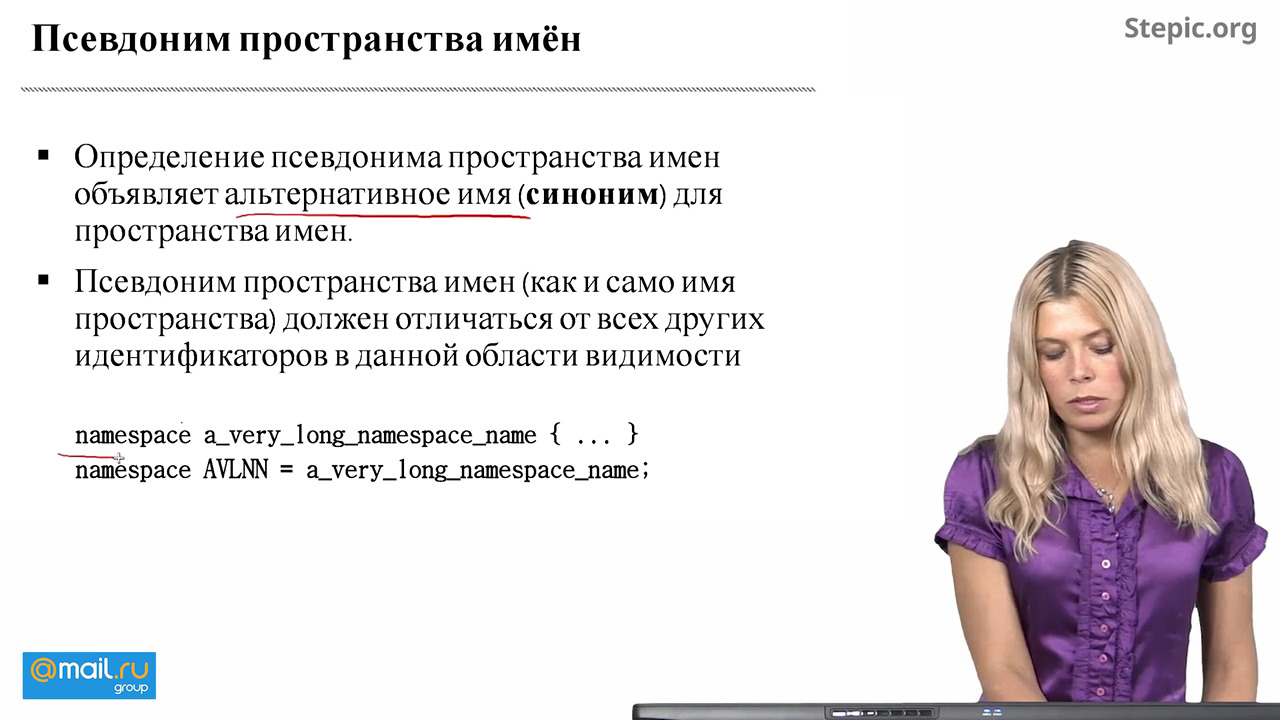 Псевдоним пространства имён
Stepic.org
Определение псевдонима пространства имен
объявляет альтернативное имя (синоним) для
пространства имен.
Псевдоним пространства имен (как и само имя
пространства) должен отличаться от всех других
идентификаторов в данной области видимости
namespace a_very_long_namespace_name { ... }
namespace AVLNN = a_very_long_namespace_name;
@mail.ru
group